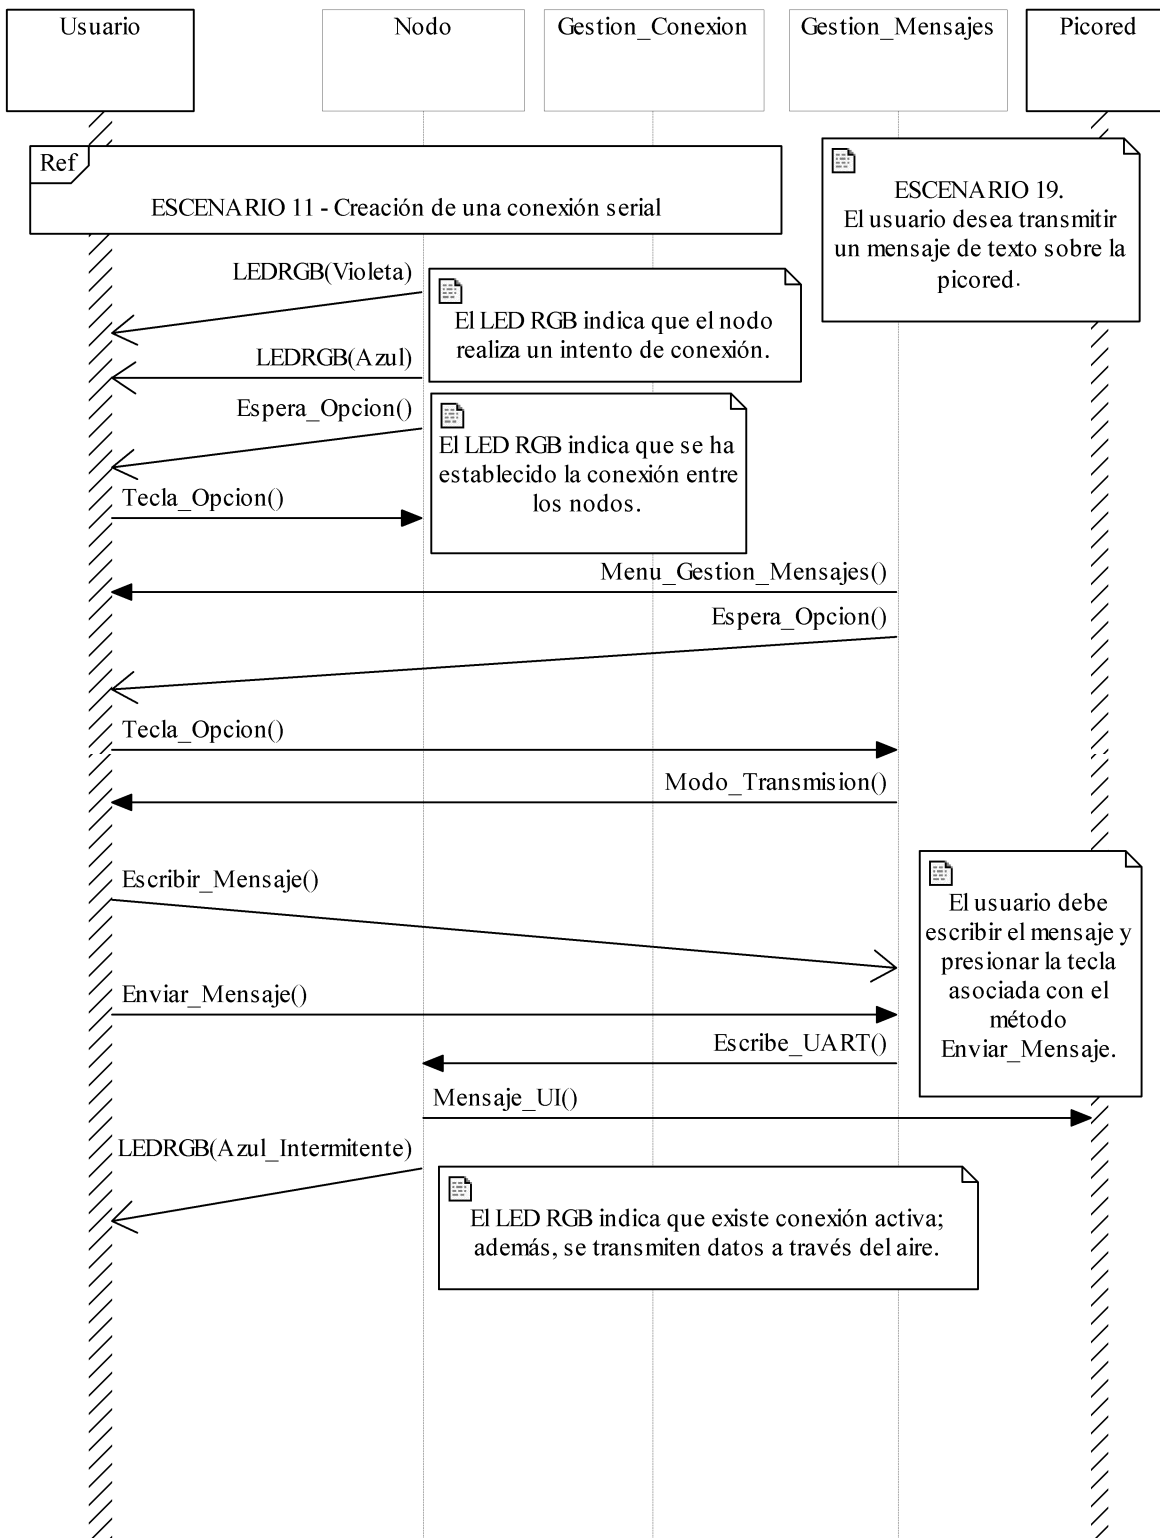 Usuario
Nodo
Gestion_Conexion
Gestion_Mensajes
Picored
Ref
ESCENARIO 11 - Creación de una conexión serial
ESCENARIO 19.
El usuario desea transmitir
un mensaje de texto sobre la
picored.
LEDRGB(Violeta)
El LED RGB indica que el nodo
realiza un intento de conexión.
LEDRGB(Azul)
Espera_Opcion()
El LED RGB indica que se ha
establecido la conexión entre
los nodos.
Tecla_Opcion()
Menu_Gestion_Mensajes()
Espera_Opcion()
Tecla_Opcion()
Modo_Transmision()
Escribir_Mensaje()
El usuario debe
escribir el mensaje y
presionar la tecla
asociada con el
método
Enviar_Mensaje.
Enviar_Mensaje()
Escribe_UART()
Mensaje_UI()
LEDRGB(Azul_Intermitente)
El LED RGB indica que existe conexión activa;
además, se transmiten datos a través del aire.